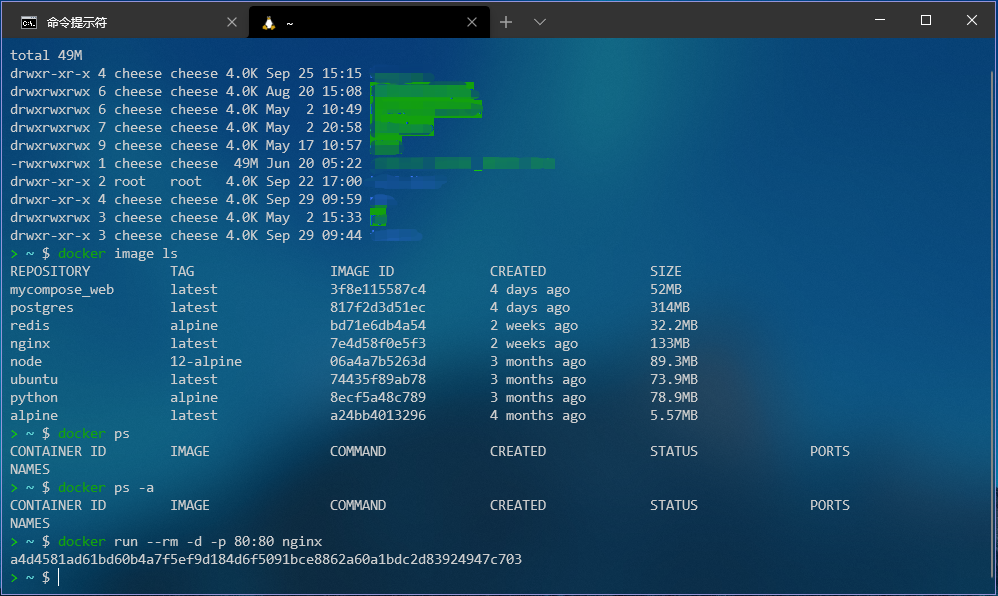 命令提示符
~
total 49M
drwxr-xr-x 4 cheese cheese 4.0K Sep 25 15:15
drwxrwxrwx 6 cheese cheese 4.0K Aug 20 15:08
drwxrwxrwx 6 cheese cheese 4.0K May  2 10:49
drwxrwxrwx 7 cheese cheese 4.0K May  2 20:58
drwxrwxrwx 9 cheese cheese 4.0K May 17 10:57
-rwxrwxrwx 1 cheese cheese  49M Jun 20 05:22
drwxr-xr-x 2 root   root   4.0K Sep 22 17:00
drwxr-xr-x 4 cheese cheese 4.0K Sep 29 09:59
drwxrwxrwx 3 cheese cheese 4.0K May  2 15:33
drwxr-xr-x 3 cheese cheese 4.0K Sep 29 09:44
> ~ $ docker image ls
REPOSITORY          TAG                 IMAGE ID            CREATED             SIZE
mycompose_web       latest              3f8e115587c4        4 days ago          52MB
postgres            latest              817f2d3d51ec        4 days ago          314MB
redis               alpine              bd71e6db4a54        2 weeks ago         32.2MB
nginx               latest              7e4d58f0e5f3        2 weeks ago         133MB
node                12-alpine           06a4a7b5263d        3 months ago        89.3MB
ubuntu              latest              74435f89ab78        3 months ago        73.9MB
python              alpine              8ecf5a48c789        3 months ago        78.9MB
alpine              latest              a24bb4013296        4 months ago        5.57MB
> ~ $ docker ps
CONTAINER ID        IMAGE               COMMAND             CREATED             STATUS              PORTS
NAMES
> ~ $ docker ps -a
CONTAINER ID        IMAGE               COMMAND             CREATED             STATUS              PORTS
NAMES
> ~ $ docker run --rm -d -p 80:80 nginx
a4d4581ad61bd60b4a7f5ef9d184d6f5091bce8862a60a1bdc2d83924947c703
> ~ $